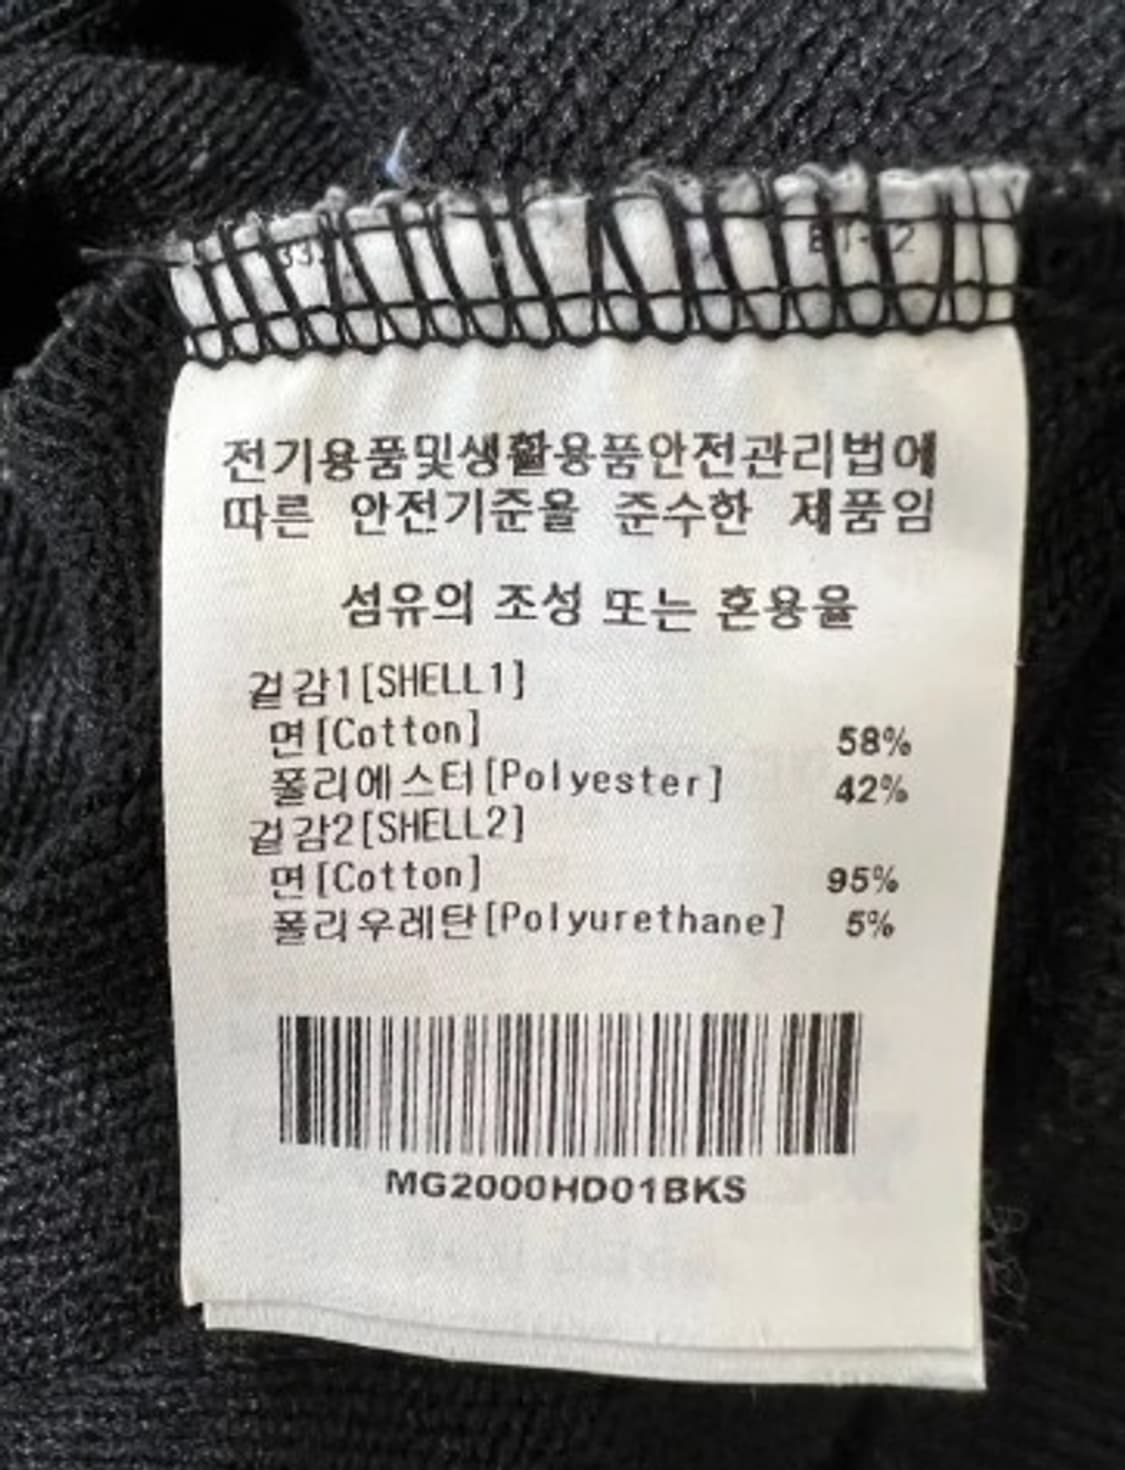 전기용품및생활용품안전관리법에
따른 안전기준을 준수한 제품임
섬유의 조성 또는 혼용율
겉감1[SHELL1]
면[Cotton] 58%
폴리에스터[Polyester] 42%
겉감2[SHELL2]
면[Cotton] 95%
폴리우레탄[Polyurethane] 5%
MG2000HD01BKS